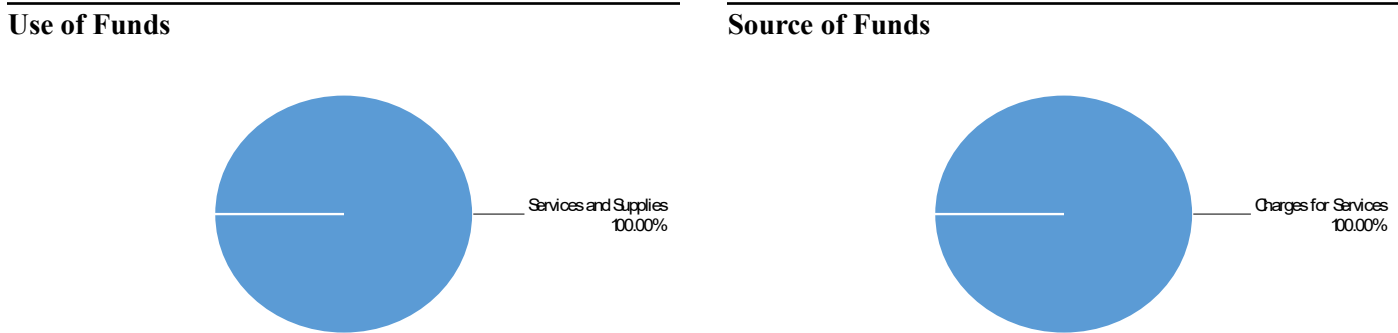 Use of Funds
Services and Supplies
100.00%
Source of Funds
Charges for Services
100.00%